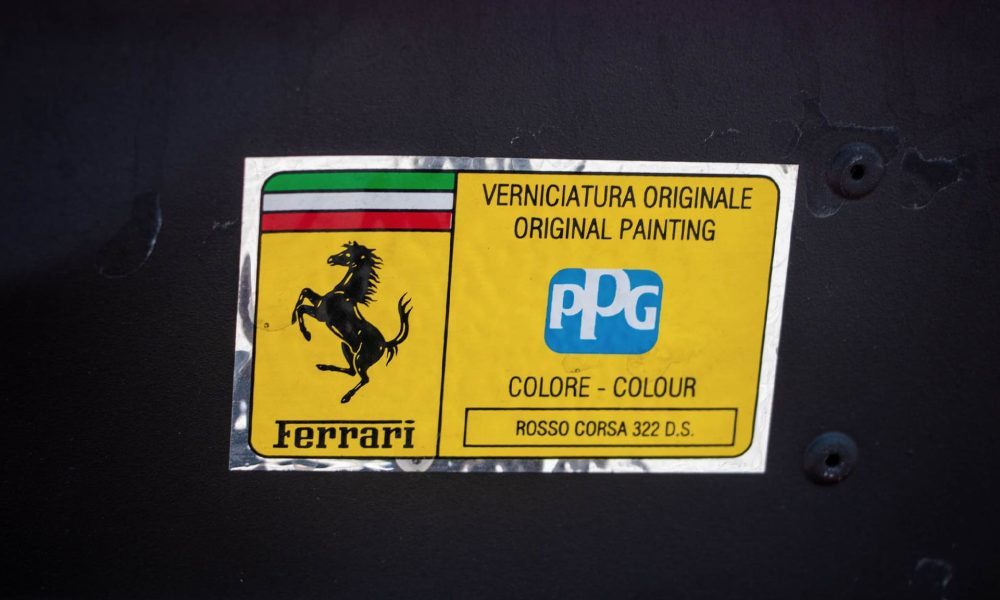 VERNICIATURA ORIGINALE
ORIGINAL PAINTING
PPG
COLORE - COLOUR
ROSSO CORSA 322 D.S.
Ferrari